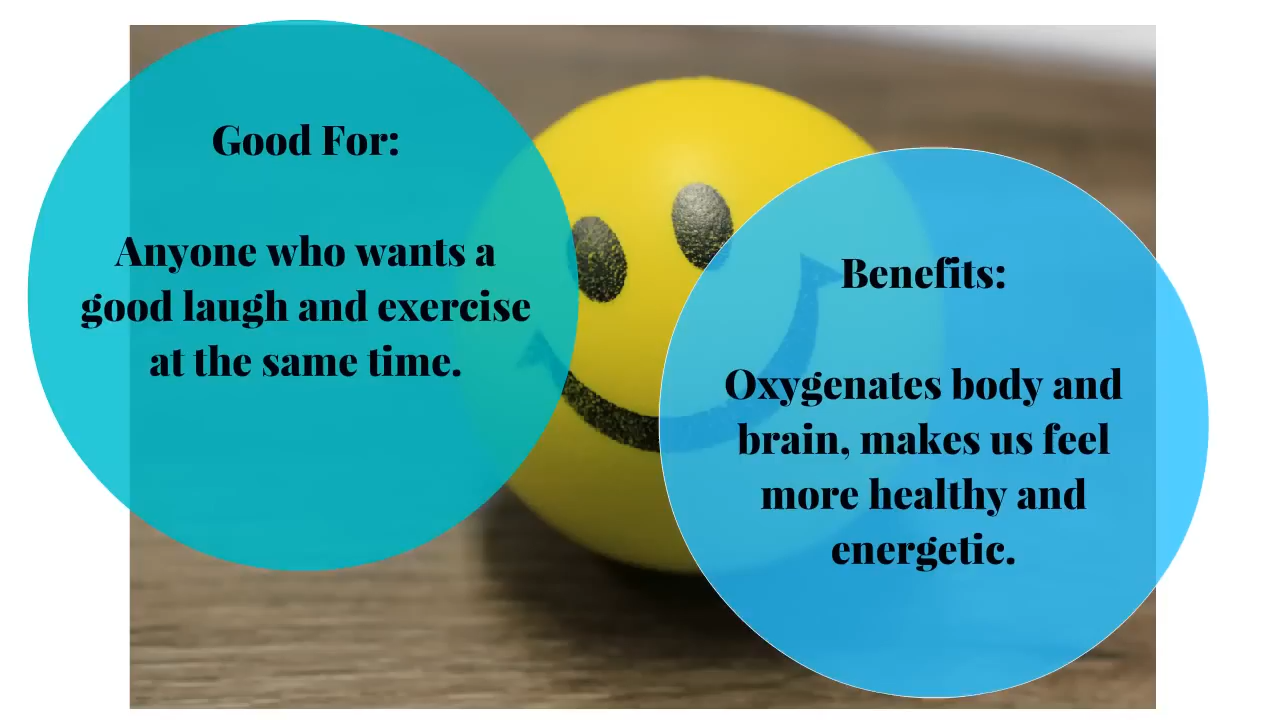 Good For:
Anyone who wants a
good laugh and exercise
at the same time.
Benefits:
Oxygenates body and
brain, makes us feel
more healthy and
energetic.